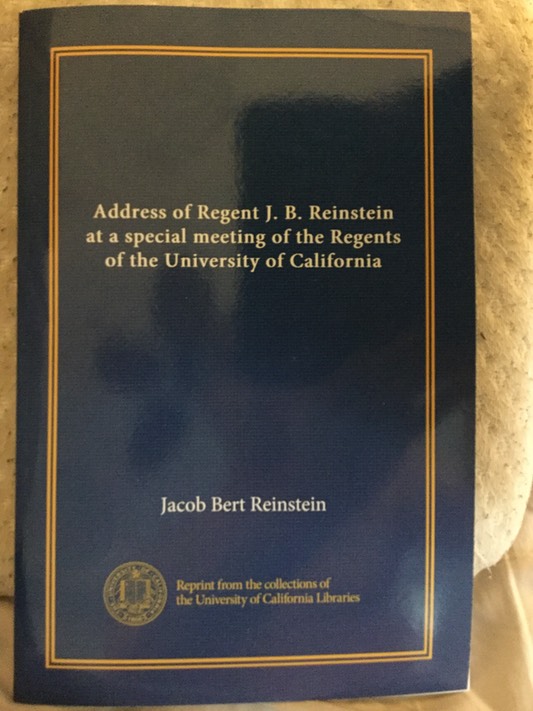 Address of Regent J. B. Reinstein
at a special meeting of the Regents
of the University of California
Jacob Bert Reinstein
Reprint from the collections of
the University of California Libraries